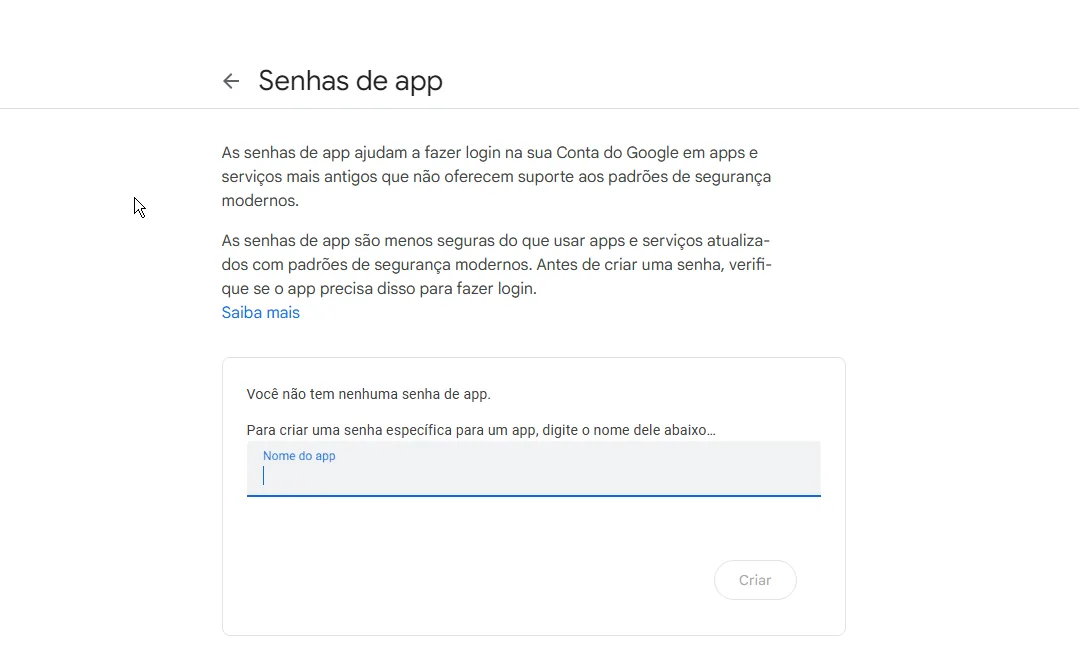 Senhas de app
As senhas de app ajudam a fazer login na sua Conta do Google em apps e
serviços mais antigos que não oferecem suporte aos padrões de segurança
modernos.
As senhas de app são menos seguras do que usar apps e serviços atualiza-
dos com padrões de segurança modernos. Antes de criar uma senha, verifi-
que se o app precisa disso para fazer login.
Saiba mais
Você não tem nenhuma senha de app.
Para criar uma senha específica para um app, digite o nome dele abaixo…
Nome do app
Criar